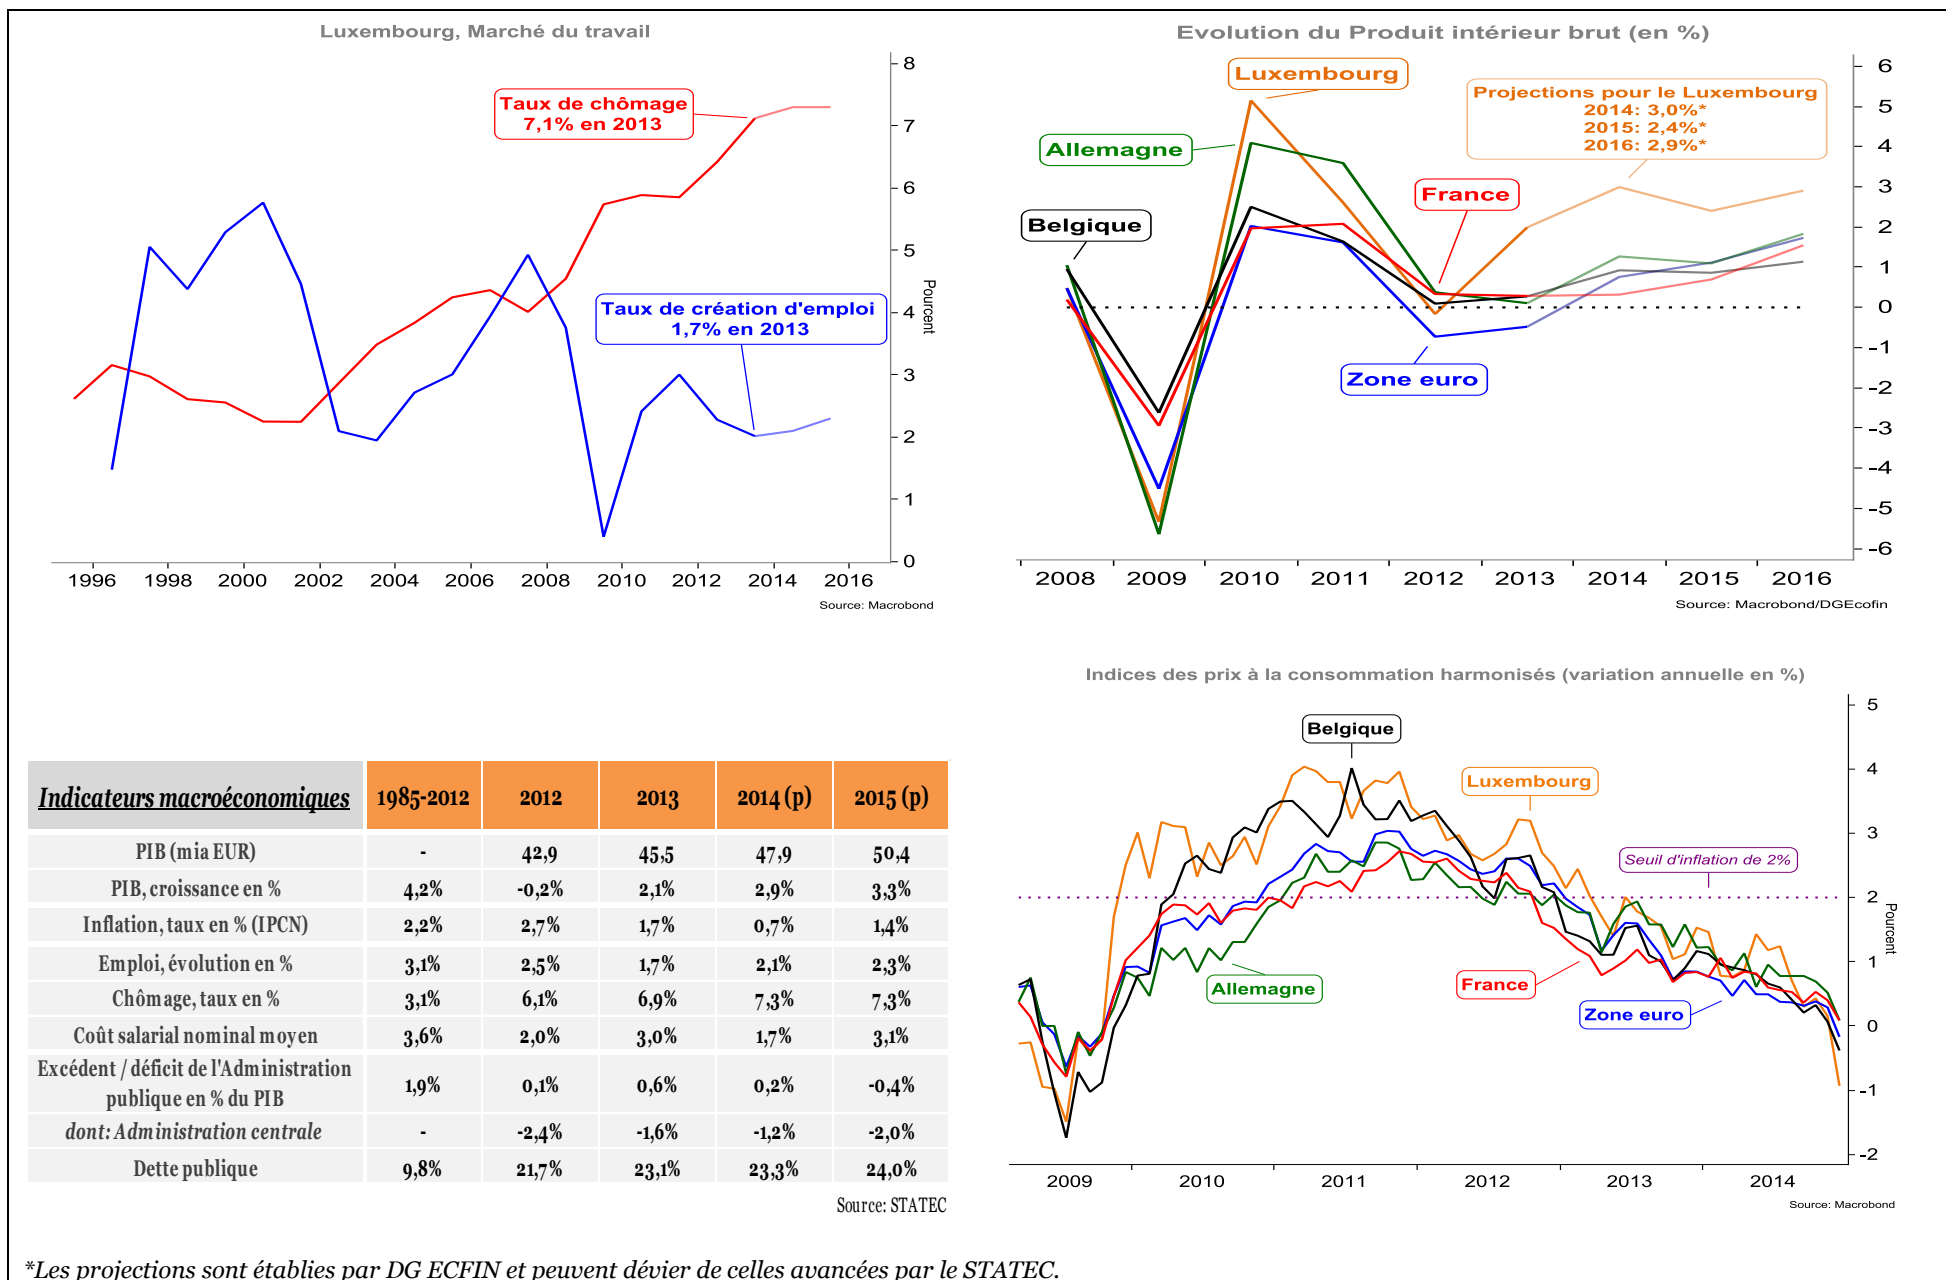 Luxembourg, Marché du travail
8
7
6
5
4
3
2
1
0
Pourcent
Taux de chômage
7,1% en 2013
Taux de création d'emploi
1,7% en 2013
1996 1998 2000 2002 2004 2006 2008 2010 2012 2014 2016
Source: Macrobond
Evolution du Produit intérieur brut (en %)
6
5
4
3
2
1
0
-1
-2
-3
-4
-5
-6
Luxembourg
Allemagne
Belgique
France
Zone euro
Projections pour le Luxembourg
2014: 3,0%*
2015: 2,4%*
2016: 2,9%*
2008 2009 2010 2011 2012 2013 2014 2015 2016
Source: Macrobond/DGEcofin
Indicateurs macroéconomiques 1985-2012 2012 2013 2014 (p) 2015 (p)
PIB (mia EUR) - 42,9 45,5 47,9 50,4
PIB, croissance en % 4,2% -0,2% 2,1% 2,9% 3,3%
Inflation, taux en % (IPCN) 2,2% 2,7% 1,7% 0,7% 1,4%
Emploi, évolution en % 3,1% 2,5% 1,7% 2,1% 2,3%
Chômage, taux en % 3,1% 6,1% 6,9% 7,3% 7,3%
Coût salarial nominal moyen 3,6% 2,0% 3,0% 1,7% 3,1%
Excédent / déficit de l'Administration
publique en % du PIB 1,9% 0,1% 0,6% 0,2% -0,4%
dont: Administration centrale - -2,4% -1,6% -1,2% -2,0%
Dette publique 9,8% 21,7% 23,1% 23,3% 24,0%
Source: STATEC
Indices des prix à la consommation harmonisés (variation annuelle en %)
5
4
3
2
1
0
-1
-2
Pourcent
Belgique
Luxembourg
Seuil d'inflation de 2%
Allemagne
France
Zone euro
2009 2010 2011 2012 2013 2014
Source: Macrobond
*Les projections sont établies par DG ECFIN et peuvent dévier de celles avancées par le STATEC.